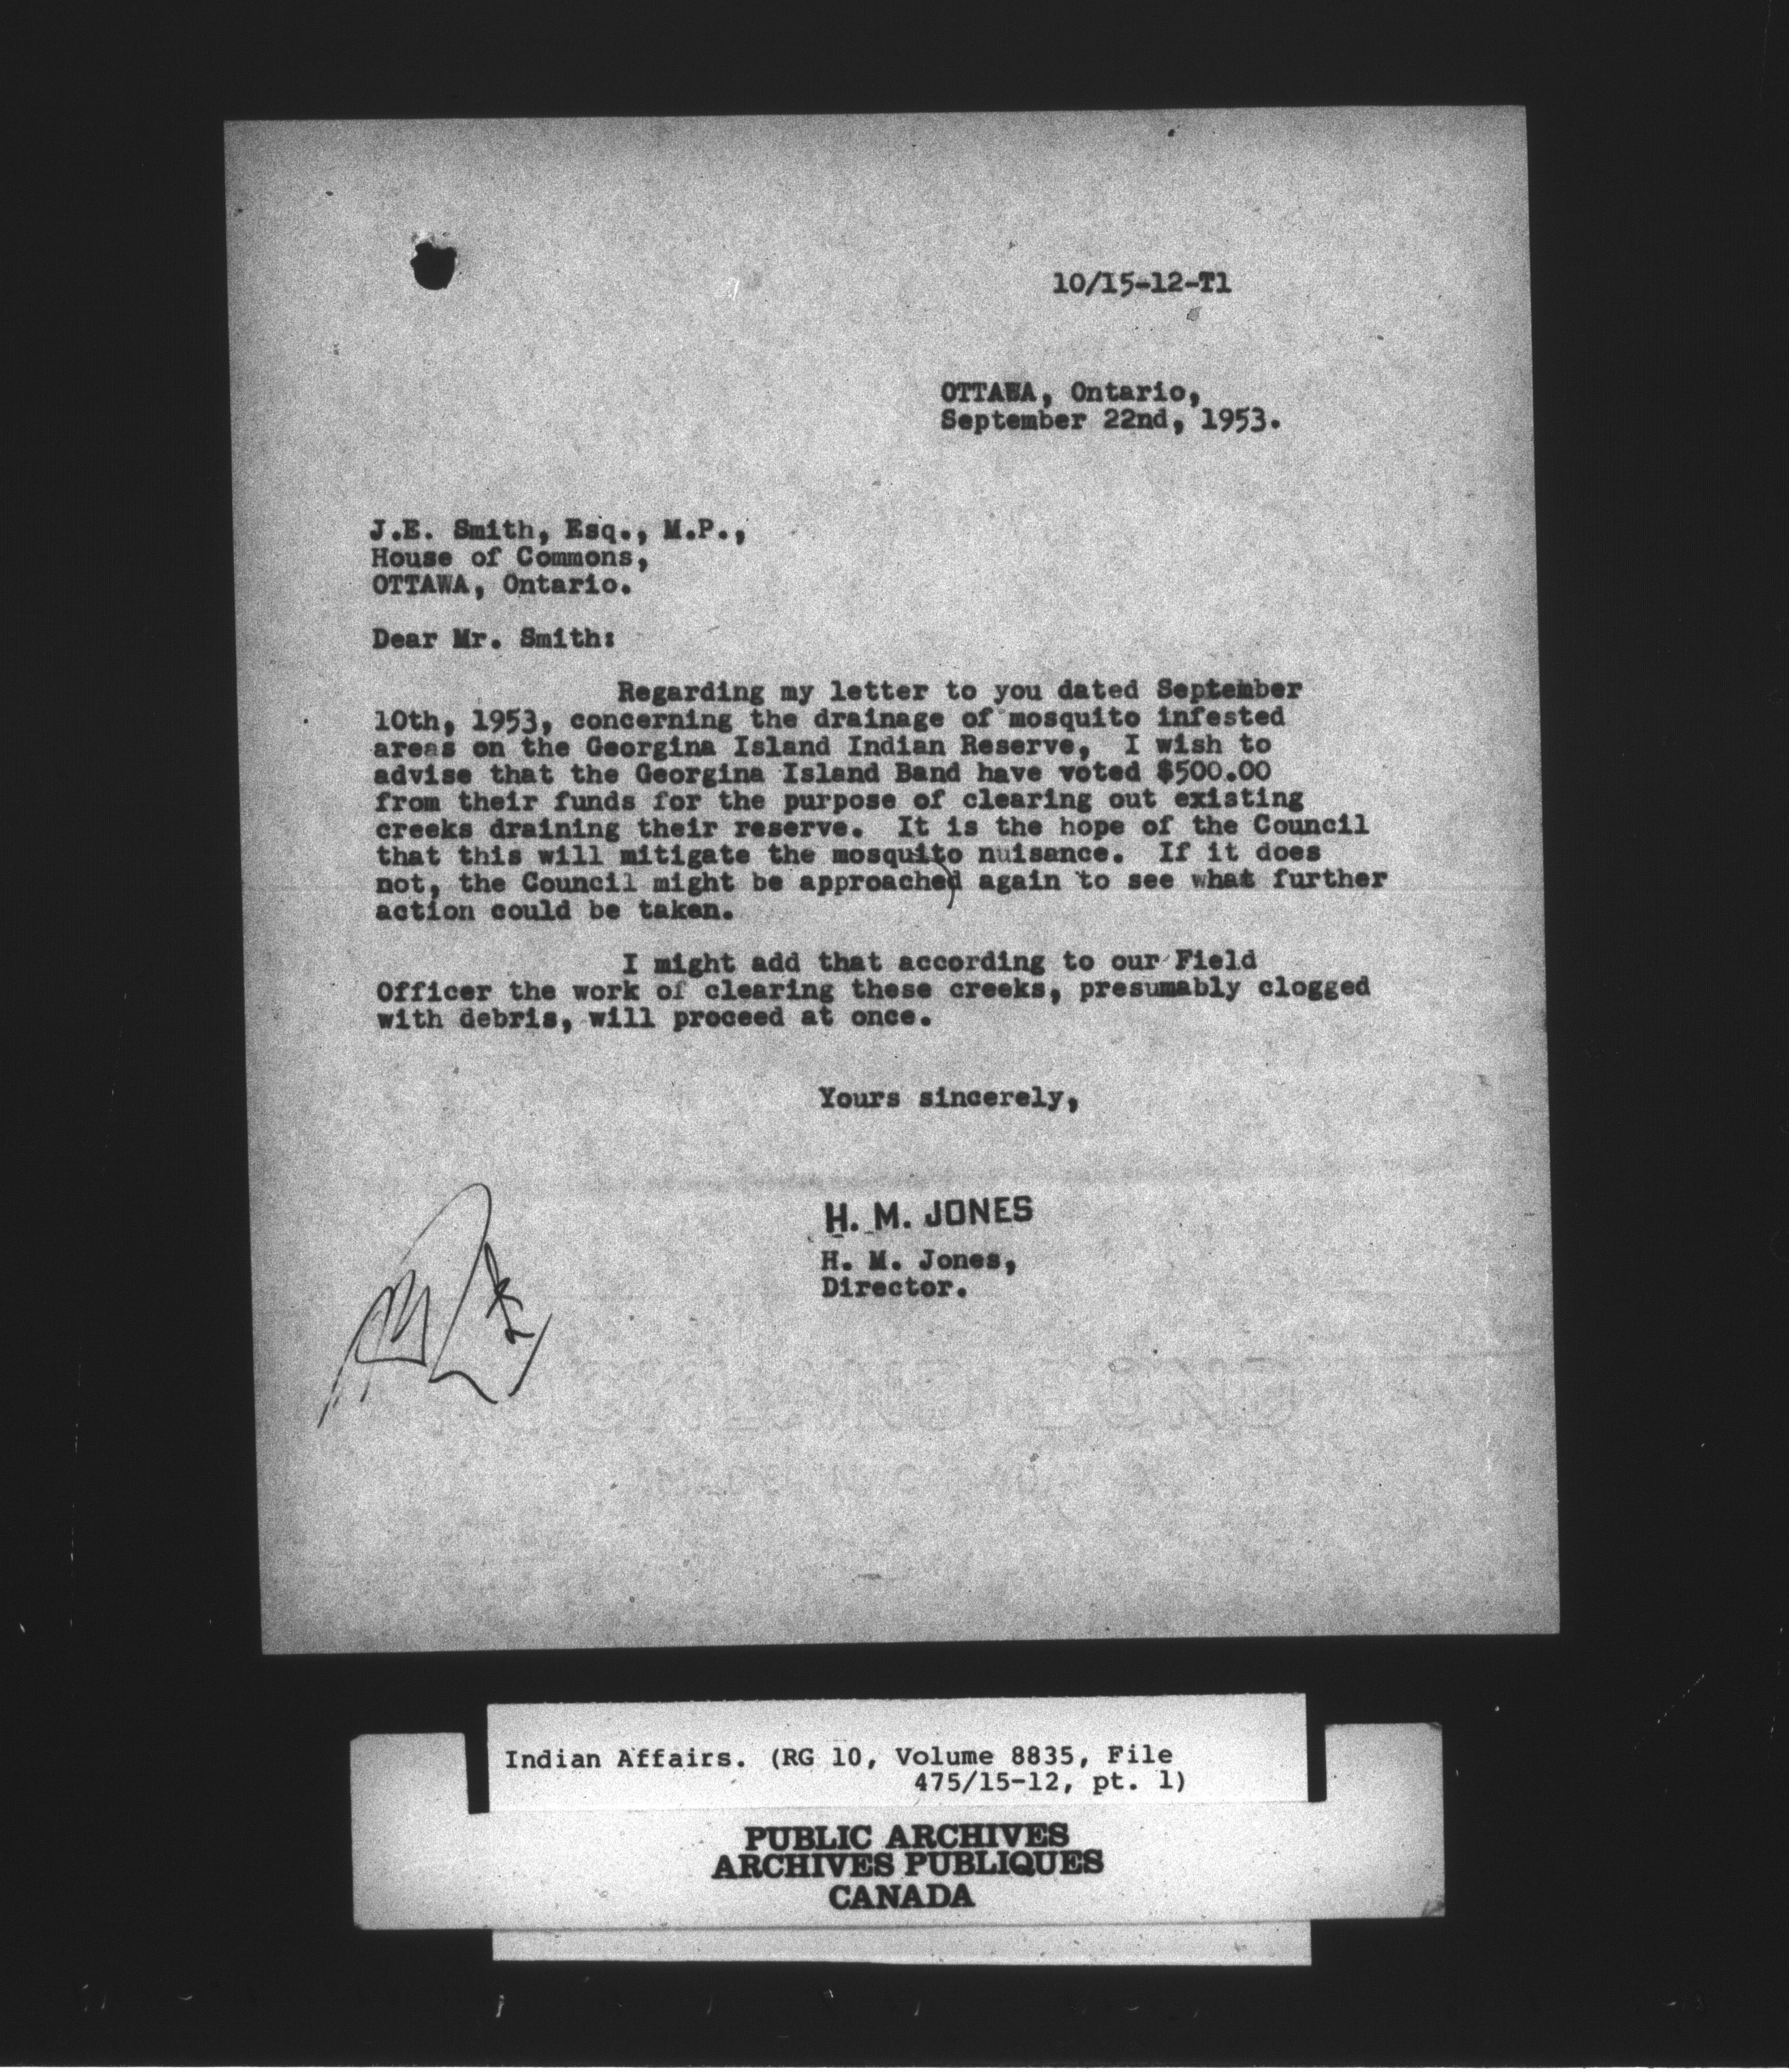 10/15-12-T1
OTTAWA, Ontario,
September 22nd, 1953.
J.E. Smith, Esq., M.P.,
House of Commons,
OTTAWA, Ontario.
Dear Mr. Smith:
Regarding my letter to you dated September
10th, 1953, concerning the drainage of mosquito infested
areas on the Georgina Island Indian Reserve, I wish to
advise that the Georgina Island Band have voted $500.00
from their funds for the purpose of clearing out existing
creeks draining their reserve. It is the hope of the Council
that this will mitigate the mosquito nuisance. If it does
not, the Council might be approached again to see what further
action could be taken.
I might add that according to our Field
Officer the work of clearing these creeks, presumably clogged
with debris, will proceed at once.
Yours sincerely,
H. M. JONES
H. M. Jones,
Director.
Indian Affairs. (RG 10, Volume 8835, File
475/15-12, pt. 1)
PUBLIC ARCHIVES
ARCHIVES PUBLIQUES
CANADA